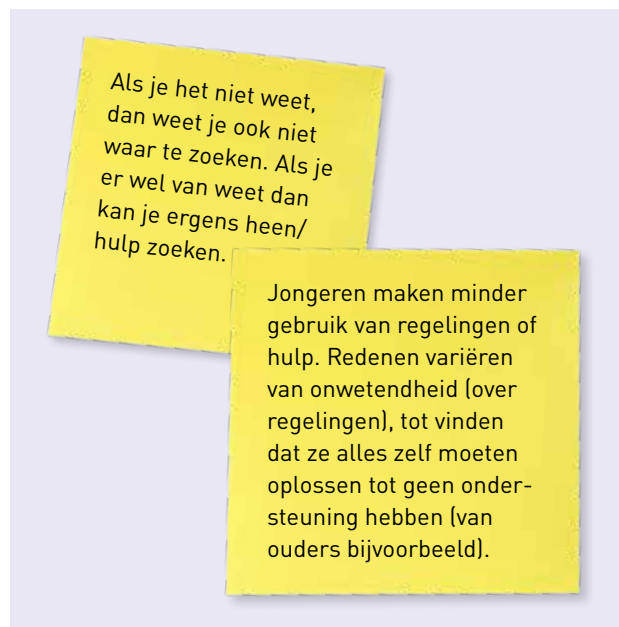 Als je het niet weet,
dan weet je ook niet
waar te zoeken. Als je
er wel van weet dan
kan je ergens heen/
hulp zoeken.
Jongeren maken minder
gebruik van regelingen of
hulp. Redenen variëren
van onwetendheid (over
regelingen), tot vinden
dat ze alles zelf moeten
oplossen tot geen onder-
steuning hebben (van
ouders bijvoorbeeld).